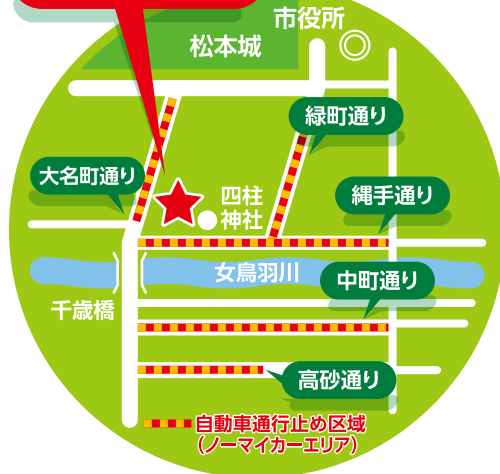 市役所
松本城
緑町通り
大名町通り
四柱
神社
縄手通り
女鳥羽川
中町通り
千歳橋
高砂通り
自動車通行止め区域
(ノーマイカーエリア)